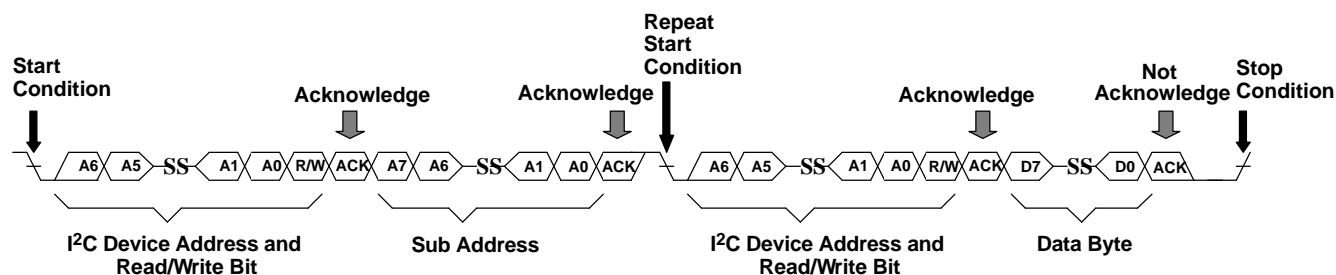 Start
Condition
Acknowledge
Acknowledge
Repeat
Start
Condition
Acknowledge
Not
Acknowledge
Stop
Condition
A6 A5 SS A1 A0 R/W ACK A7 A6 SS A1 A0 ACK A6 A5 SS A1 A0 R/W ACK D7 SS D0 ACK
I²C Device Address and
Read/Write Bit
Sub Address
I²C Device Address and
Read/Write Bit
Data Byte